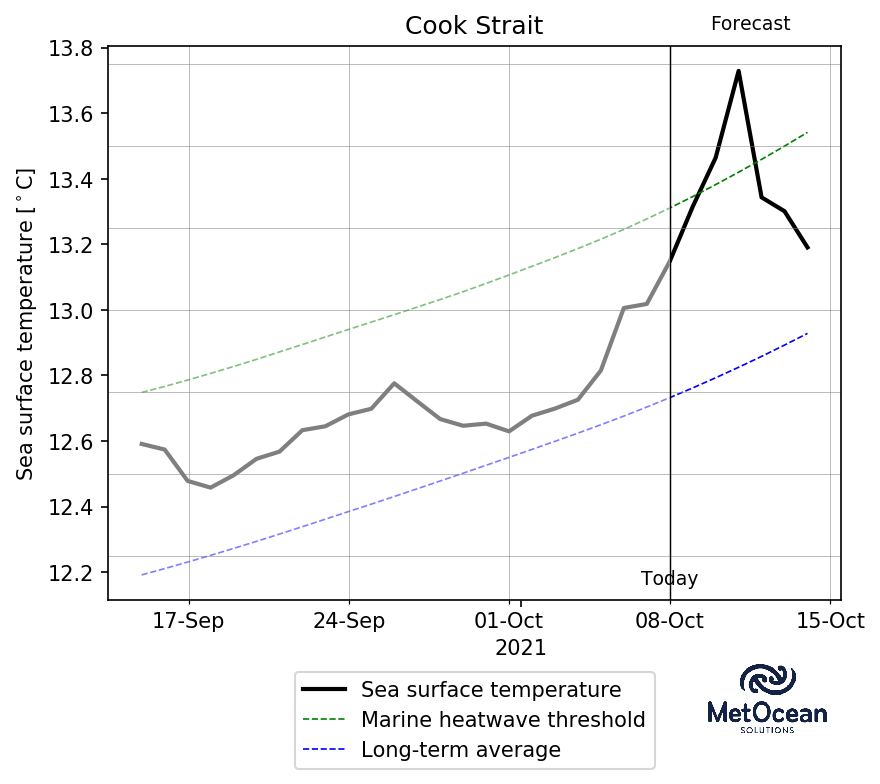 Cook Strait
Forecast
13.8
13.6
13.4
13.2
13.0
12.8
12.6
12.4
12.2
Sea surface temperature [°C]
Today
17-Sep 24-Sep 01-Oct 08-Oct 15-Oct
2021
Sea surface temperature
Marine heatwave threshold
Long-term average
MetOcean
SOLUTIONS